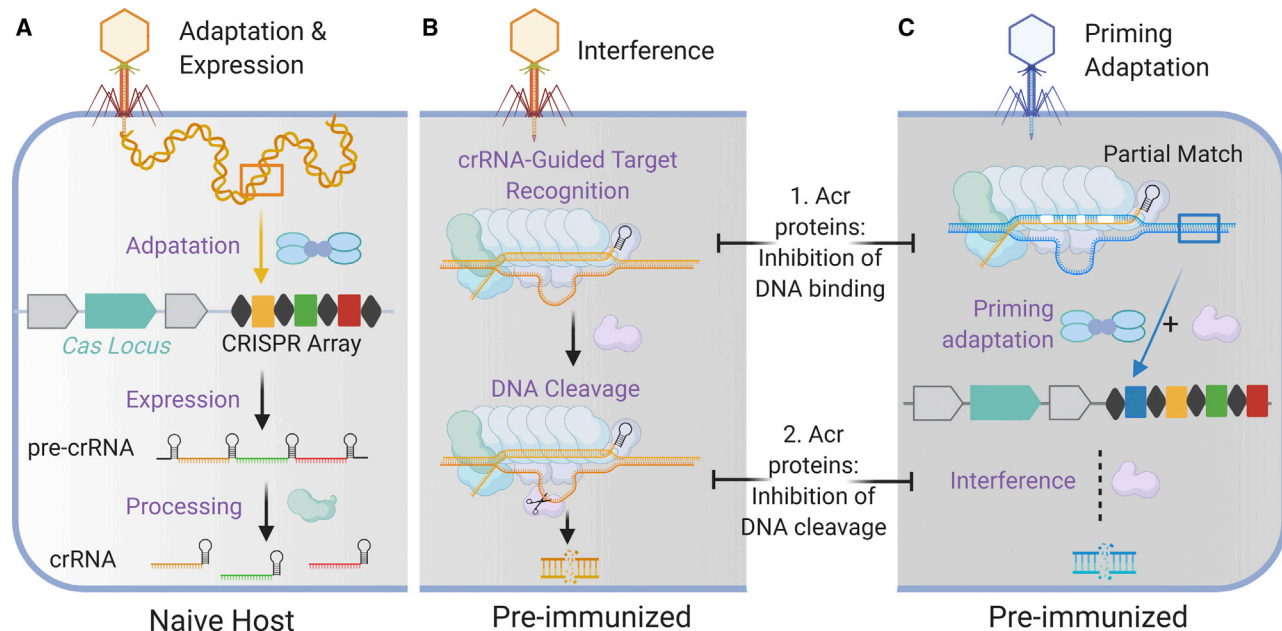 A
Adaptation &
Expression
Adpatation
Cas Locus
CRISPR Array
Expression
pre-crRNA
Processing
crRNA
Naive Host
B
Interference
crRNA-Guided Target
Recognition
DNA Cleavage
Pre-immunized
1. Acr
proteins:
Inhibition of
DNA binding
2. Acr
proteins:
Inhibition of
DNA cleavage
C
Priming
Adaptation
Partial Match
Priming
adaptation
+
Interference
Pre-immunized